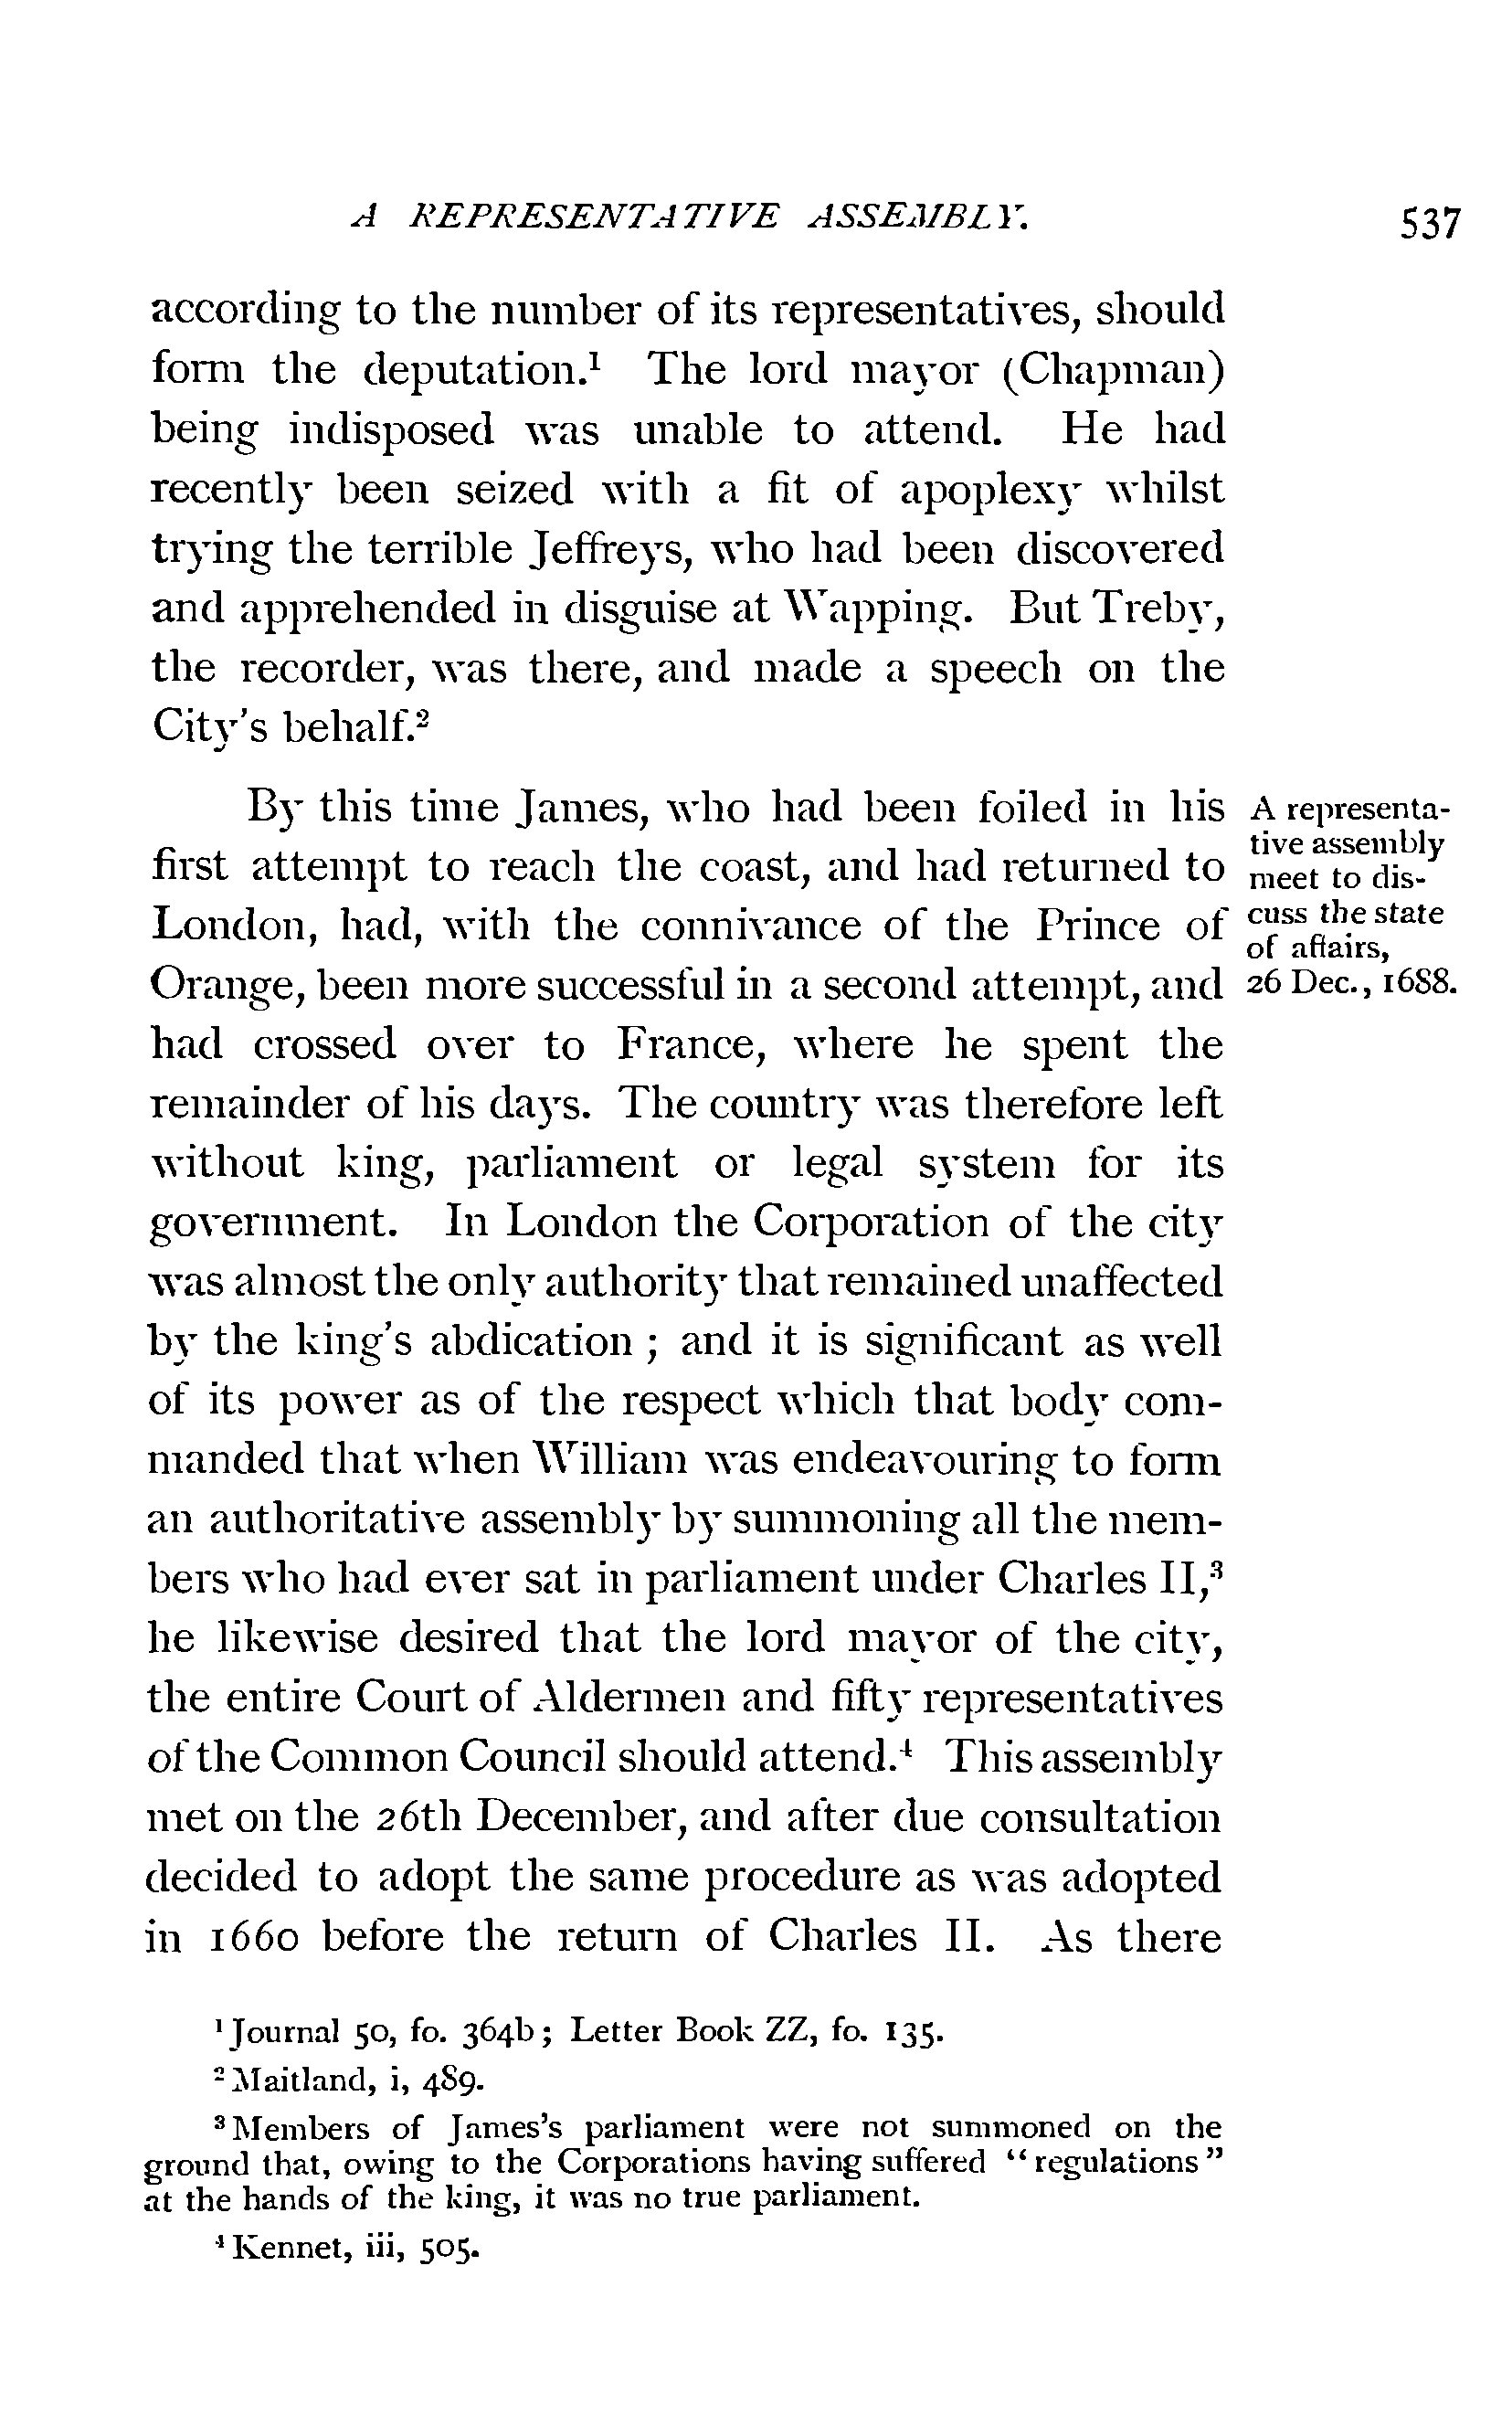 A REPRESENTATIVE ASSEMBLY.
537
according to the number of its representatives, should
form the deputation.¹ The lord mayor (Chapman)
being indisposed was unable to attend. He had
recently been seized with a fit of apoplexy whilst
trying the terrible Jeffreys, who had been discovered
and apprehended in disguise at Wapping. But Treby,
the recorder, was there, and made a speech on the
City's behalf.²
By this time James, who had been foiled in his
first attempt to reach the coast, and had returned to
London, had, with the connivance of the Prince of
Orange, been more successful in a second attempt, and
had crossed over to France, where he spent the
remainder of his days. The country was therefore left
without king, parliament or legal system for its
government. In London the Corporation of the city
was almost the only authority that remained unaffected
by the king's abdication ; and it is significant as well
of its power as of the respect which that body com-
manded that when William was endeavouring to form
an authoritative assembly by summoning all the mem-
bers who had ever sat in parliament under Charles II,³
he likewise desired that the lord mayor of the city,
the entire Court of Aldermen and fifty representatives
of the Common Council should attend.⁴ This assembly
met on the 26th December, and after due consultation
decided to adopt the same procedure as was adopted
in 1660 before the return of Charles II. As there
A representa-
tive assembly
meet to dis-
cuss the state
of affairs,
26 Dec., 1688.
¹ Journal 50, fo. 364b; Letter Book ZZ, fo. 135.
² Maitland, i, 489.
³ Members of James's parliament were not summoned on the
ground that, owing to the Corporations having suffered "regulations"
at the hands of the king, it was no true parliament.
⁴ Kennet, iii, 505.